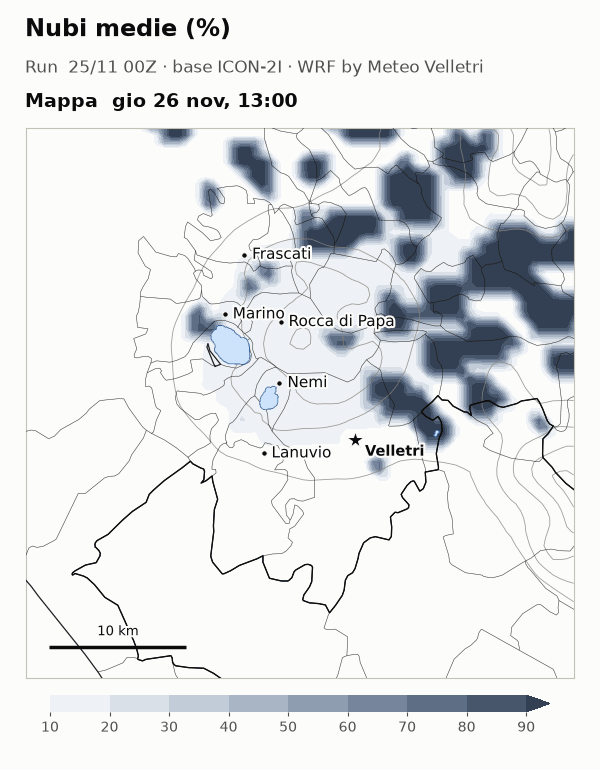 Nubi medie (%)
Run 25/11 00Z · base ICON-2I · WRF by Meteo Velletri
Mappa gio 26 nov, 13:00
Frascati
Marino
Rocca di Papa
Nemi
Velletri
Lanuvio
10 km
10 20 30 40 50 60 70 80 90